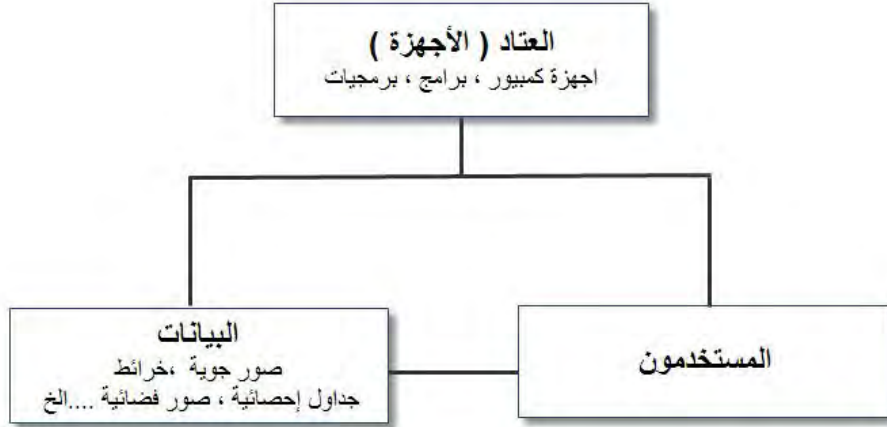 العتاد ( الأجهزة )
اجهزة كمبيور ، برامج ، برمجيات
البيانات
صور جوية ،خرائط
جداول إحصائية ، صور فضائية ....الخ
المستخدمون